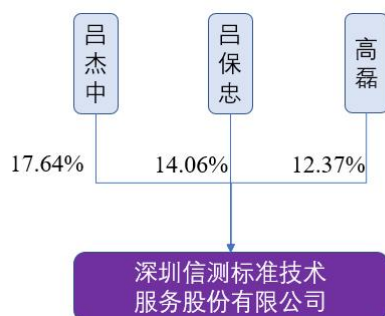 吕杰中
吕保忠
高磊
17.64%
14.06%
12.37%
深圳信测标准技术
服务股份有限公司